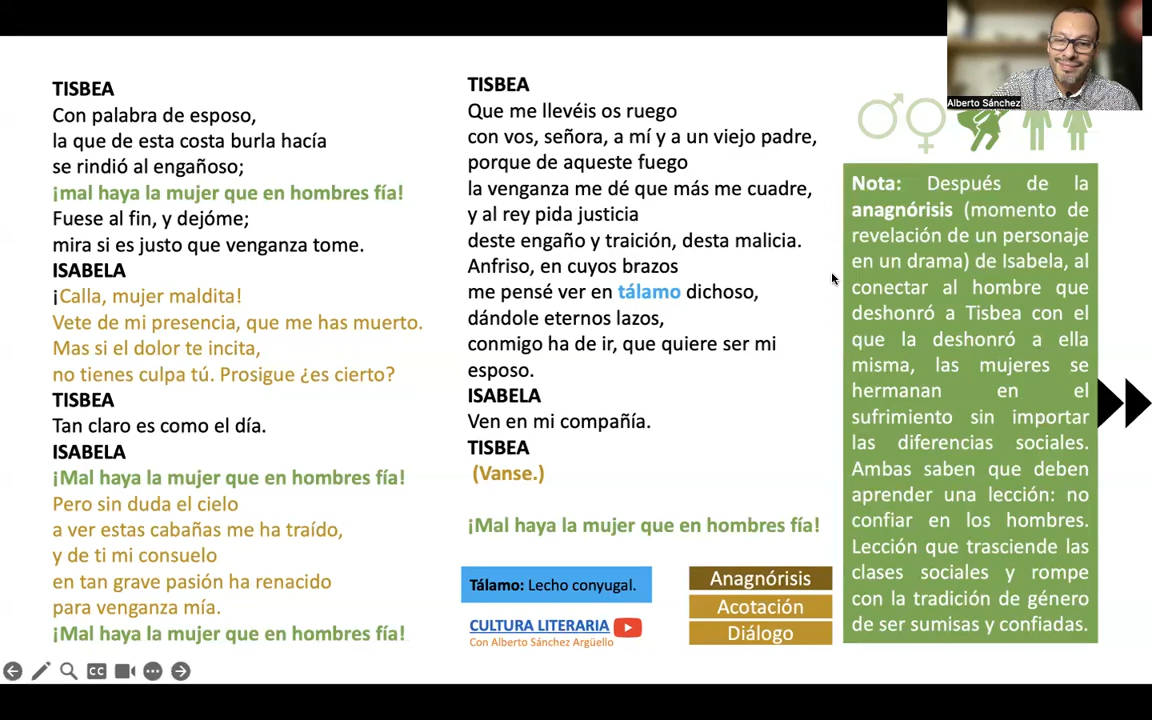 Alberto Sánchez
TISBEA
Con palabra de esposo,
la que de esta costa burla hacía
se rindió al engañoso;
¡mal haya la mujer que en hombres fía!
Fuese al fin, y dejóme;
mira si es justo que venganza tome.
ISABELA
¡Calla, mujer maldita!
Vete de mi presencia, que me has muerto.
Mas si el dolor te incita,
no tienes culpa tú. Prosigue ¿es cierto?
TISBEA
Tan claro es como el día.
ISABELA
¡Mal haya la mujer que en hombres fía!
Pero sin duda el cielo
a ver estas cabañas me ha traído,
y de ti mi consuelo
en tan grave pasión ha renacido
para venganza mía.
¡Mal haya la mujer que en hombres fía!
TISBEA
Que me llevéis os ruego
con vos, señora, a mí y a un viejo padre,
porque de aqueste fuego
la venganza me dé que más me cuadre,
y al rey pida justicia
deste engaño y traición, desta malicia.
Anfriso, en cuyos brazos
me pensé ver en tálamo dichoso,
dándole eternos lazos,
conmigo ha de ir, que quiere ser mi
esposo.
ISABELA
Ven en mi compañía.
TISBEA
(Vanse.)
¡Mal haya la mujer que en hombres fía!
Tálamo: Lecho conyugal.
CULTURA LITERARIA
Con Alberto Sánchez Argüello
Anagnórisis
Acotación
Diálogo
Nota: Después de la
anagnórisis (momento de
revelación de un personaje
en un drama) de Isabela, al
conectar al hombre que
deshonró a Tisbea con el
que la deshonró a ella
misma, las mujeres se
hermanan en el
sufrimiento sin importar
las diferencias sociales.
Ambas saben que deben
aprender una lección: no
confiar en los hombres.
Lección que trasciende las
clases sociales y rompe
con la tradición de género
de ser sumisas y confiadas.
CC